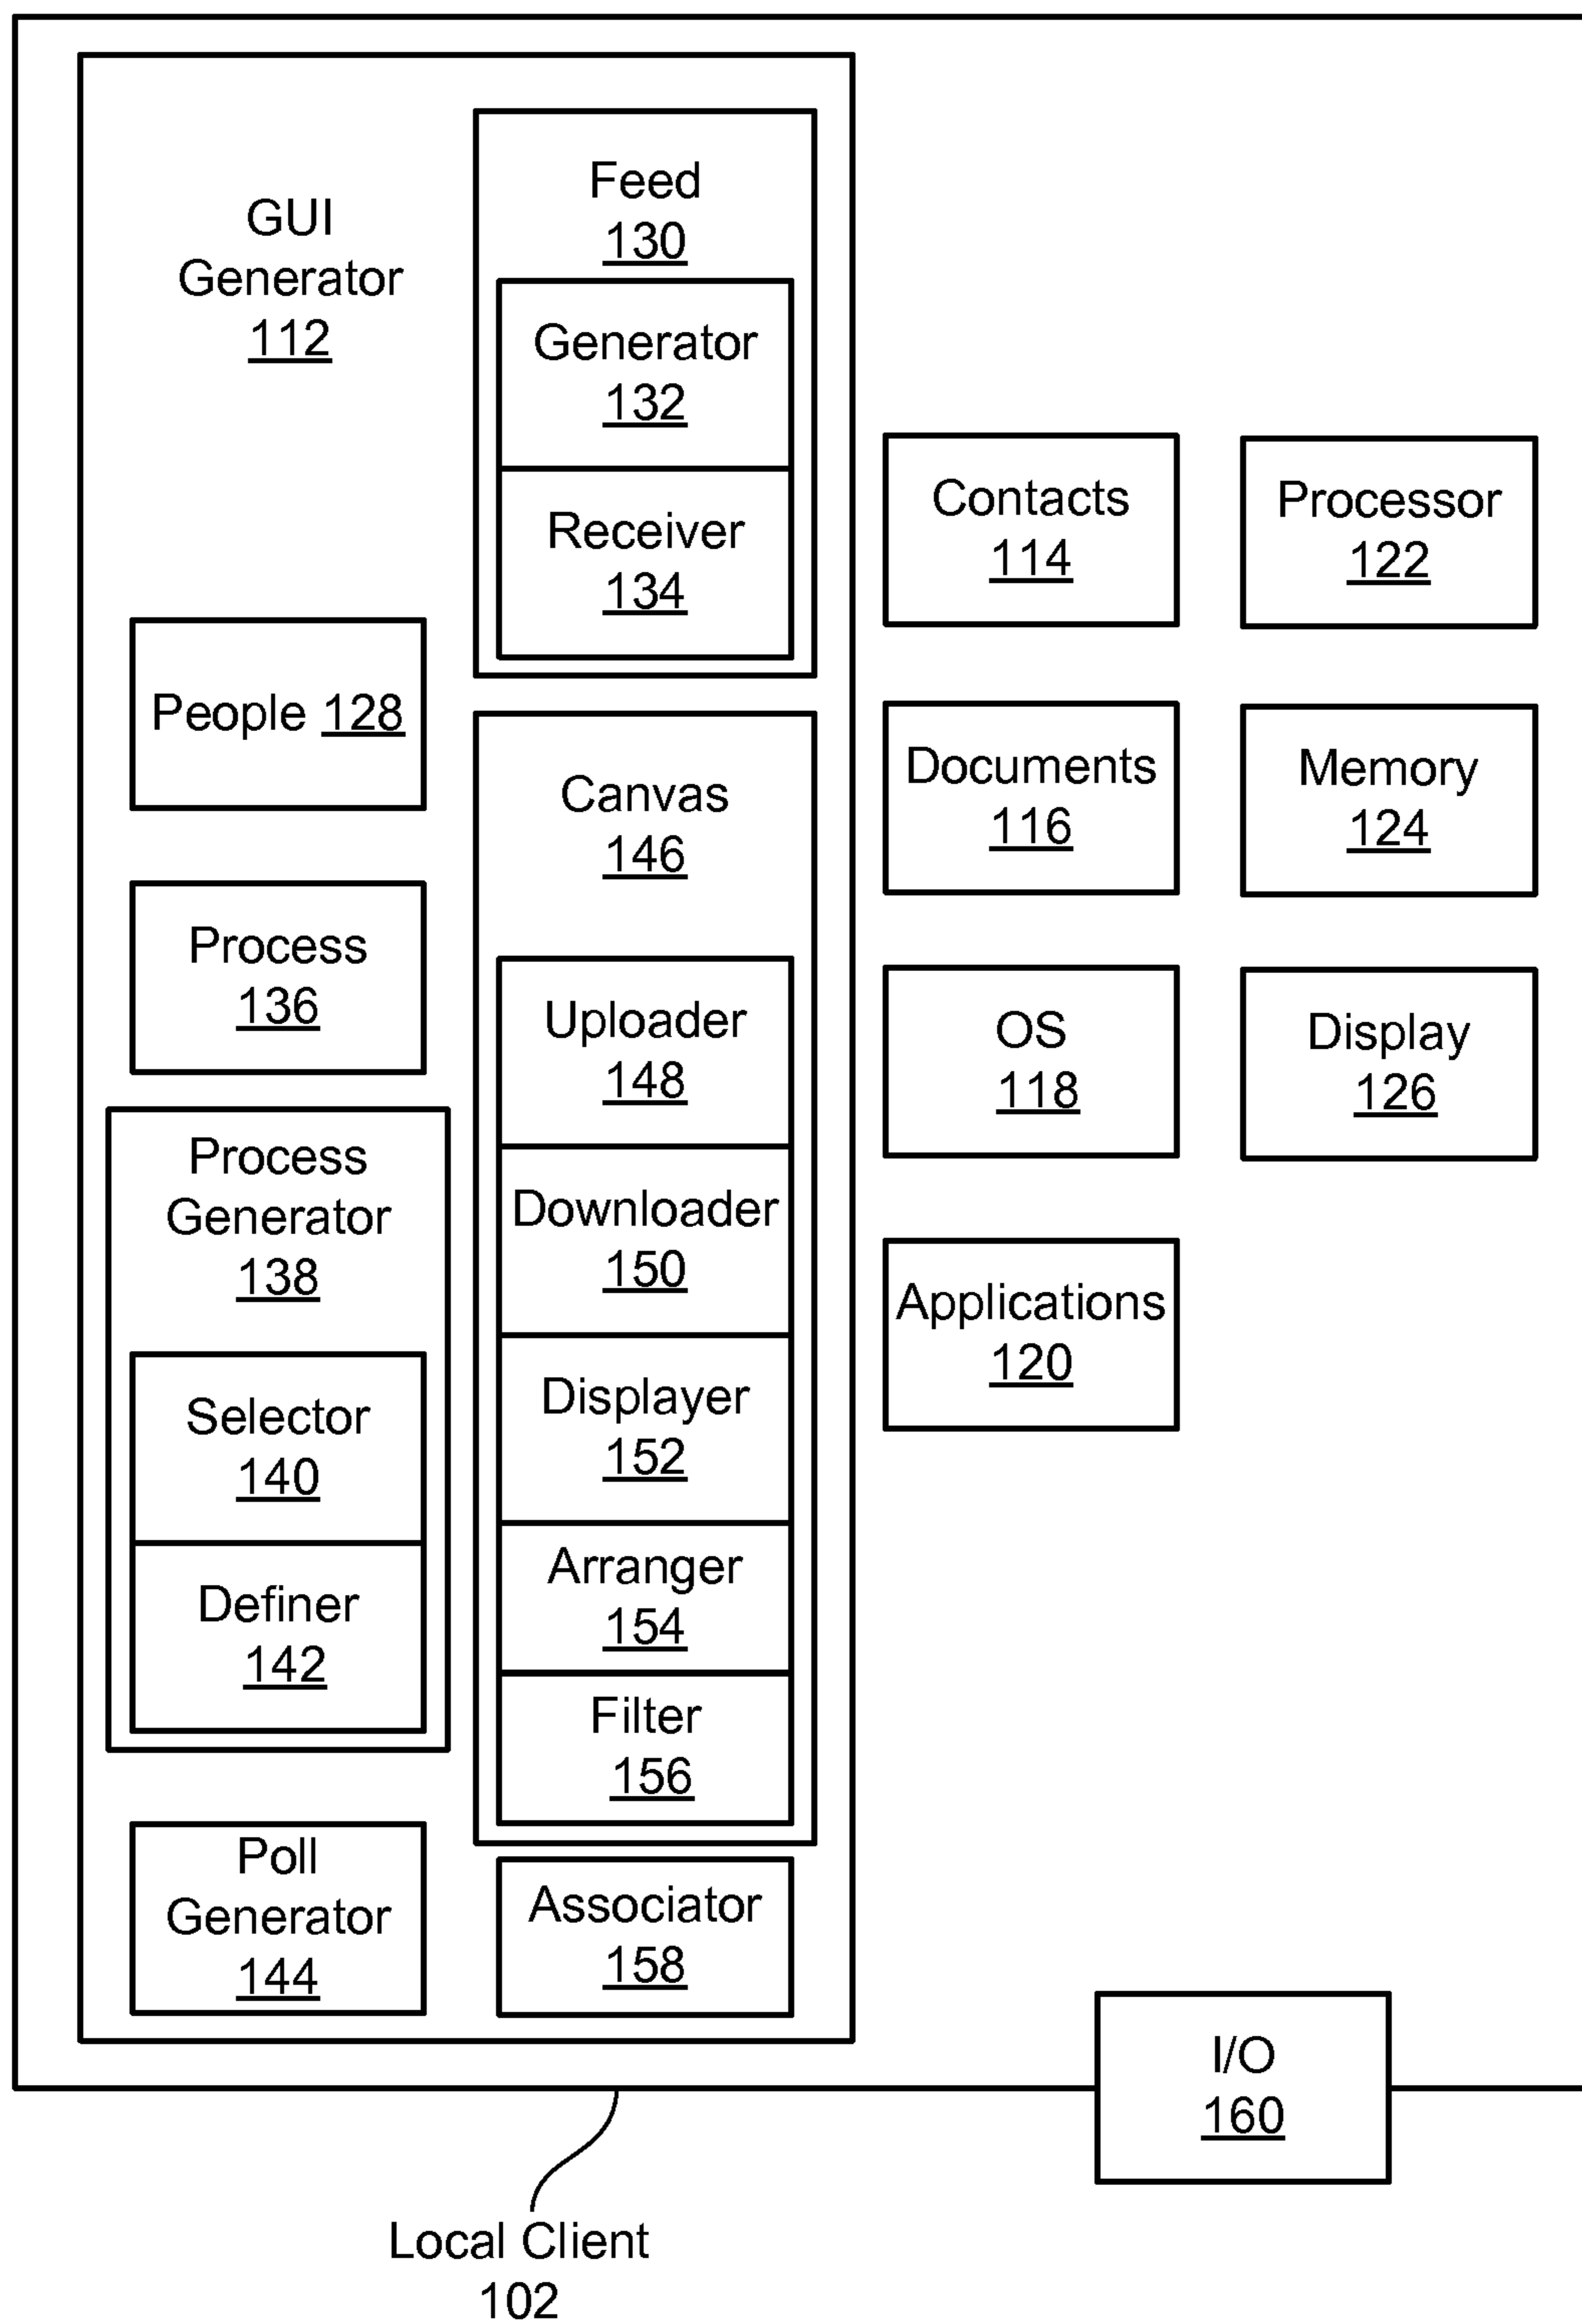 GUI
Generator
112
Feed
130
Generator
132
Receiver
134
People 128
Process
136
Process
Generator
138
Selector
140
Definer
142
Poll
Generator
144
Canvas
146
Uploader
148
Downloader
150
Displayer
152
Arranger
154
Filter
156
Associator
158
Contacts
114
Documents
116
OS
118
Applications
120
Processor
122
Memory
124
Display
126
I/O
160
Local Client
102